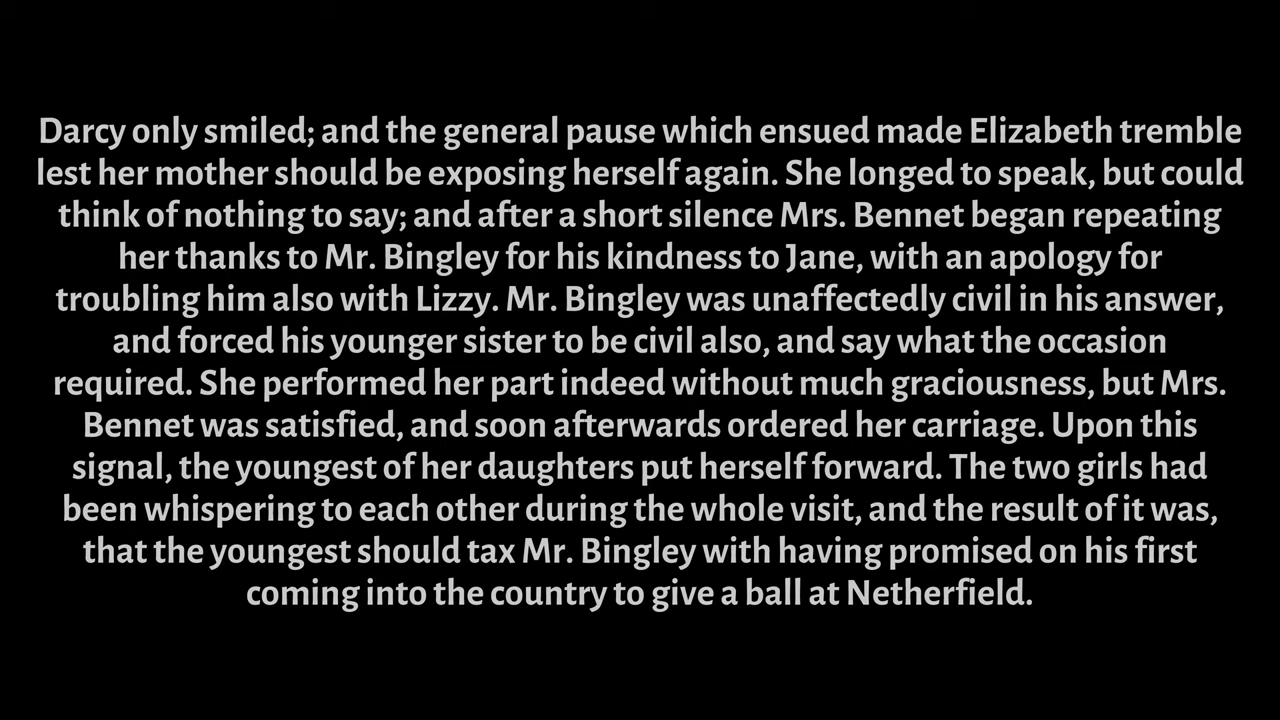 Darcy only smiled; and the general pause which ensued made Elizabeth tremble
lest her mother should be exposing herself again. She longed to speak, but could
think of nothing to say; and after a short silence Mrs. Bennet began repeating
her thanks to Mr. Bingley for his kindness to Jane, with an apology for
troubling him also with Lizzy. Mr. Bingley was unaffectedly civil in his answer,
and forced his younger sister to be civil also, and say what the occasion
required. She performed her part indeed without much graciousness, but Mrs.
Bennet was satisfied, and soon afterwards ordered her carriage. Upon this
signal, the youngest of her daughters put herself forward. The two girls had
been whispering to each other during the whole visit, and the result of it was,
that the youngest should tax Mr. Bingley with having promised on his first
coming into the country to give a ball at Netherfield.